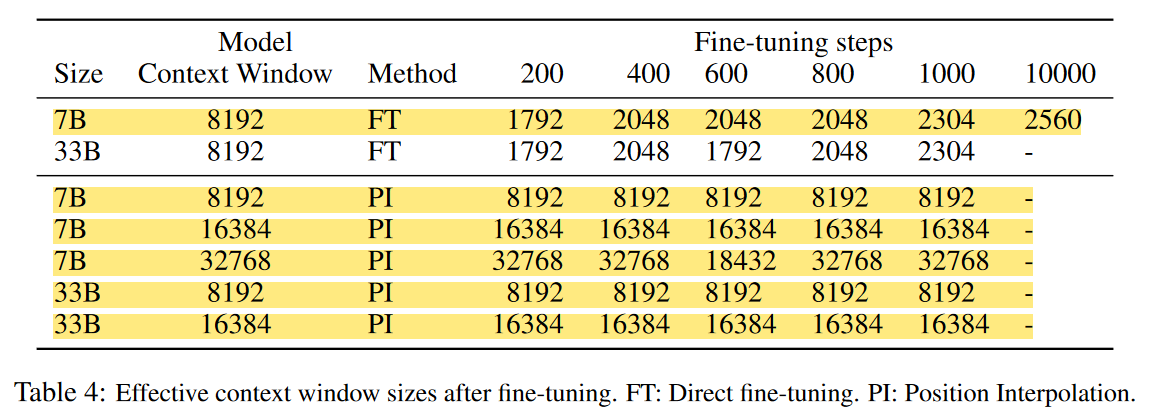 Model Fine-tuning steps
Size Context Window Method 200 400 600 800 1000 10000
7B 8192 FT 1792 2048 2048 2048 2304 2560
33B 8192 FT 1792 2048 1792 2048 2304 -
7B 8192 PI 8192 8192 8192 8192 8192 -
7B 16384 PI 16384 16384 16384 16384 16384 -
7B 32768 PI 32768 32768 18432 32768 32768 -
33B 8192 PI 8192 8192 8192 8192 8192 -
33B 16384 PI 16384 16384 16384 16384 16384 -
Table 4: Effective context window sizes after fine-tuning. FT: Direct fine-tuning. PI: Position Interpolation.